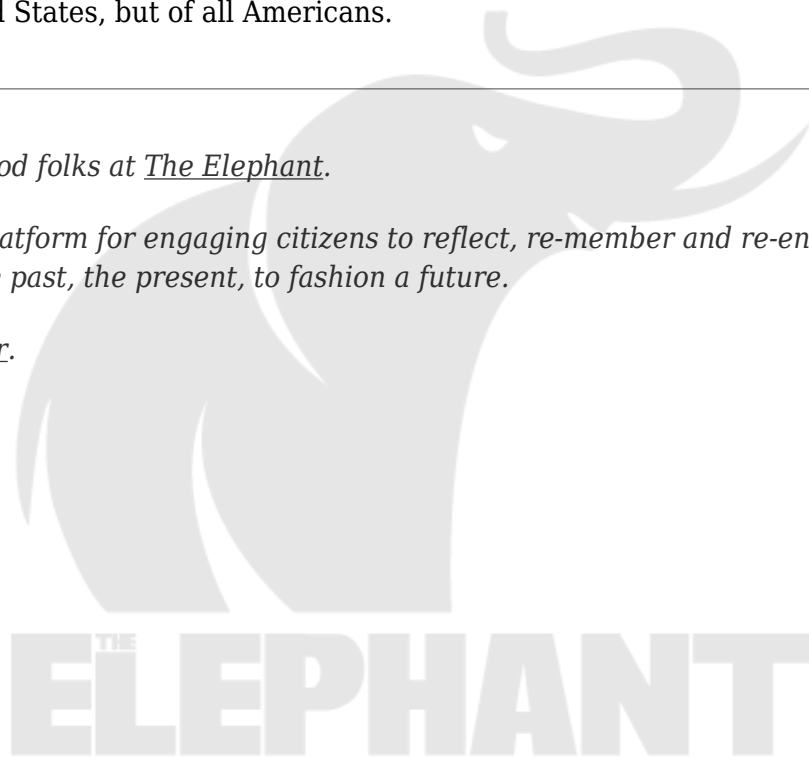 States, but of all Americans.
od folks at The Elephant.
atform for engaging citizens to reflect, re-member and re-en
past, the present, to fashion a future.
r.
THE
ELEPHANT